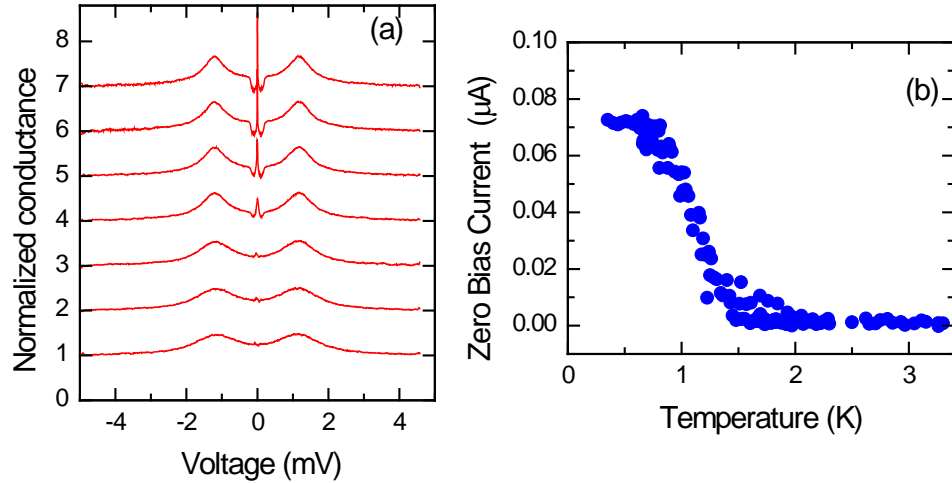 (a)
8
7
6
5
4
3
2
1
0
-4 -2 0 2 4
Normalized conductance
Voltage (mV)
(b)
0.10
0.08
0.06
0.04
0.02
0.00
0 1 2 3
Zero Bias Current (μA)
Temperature (K)